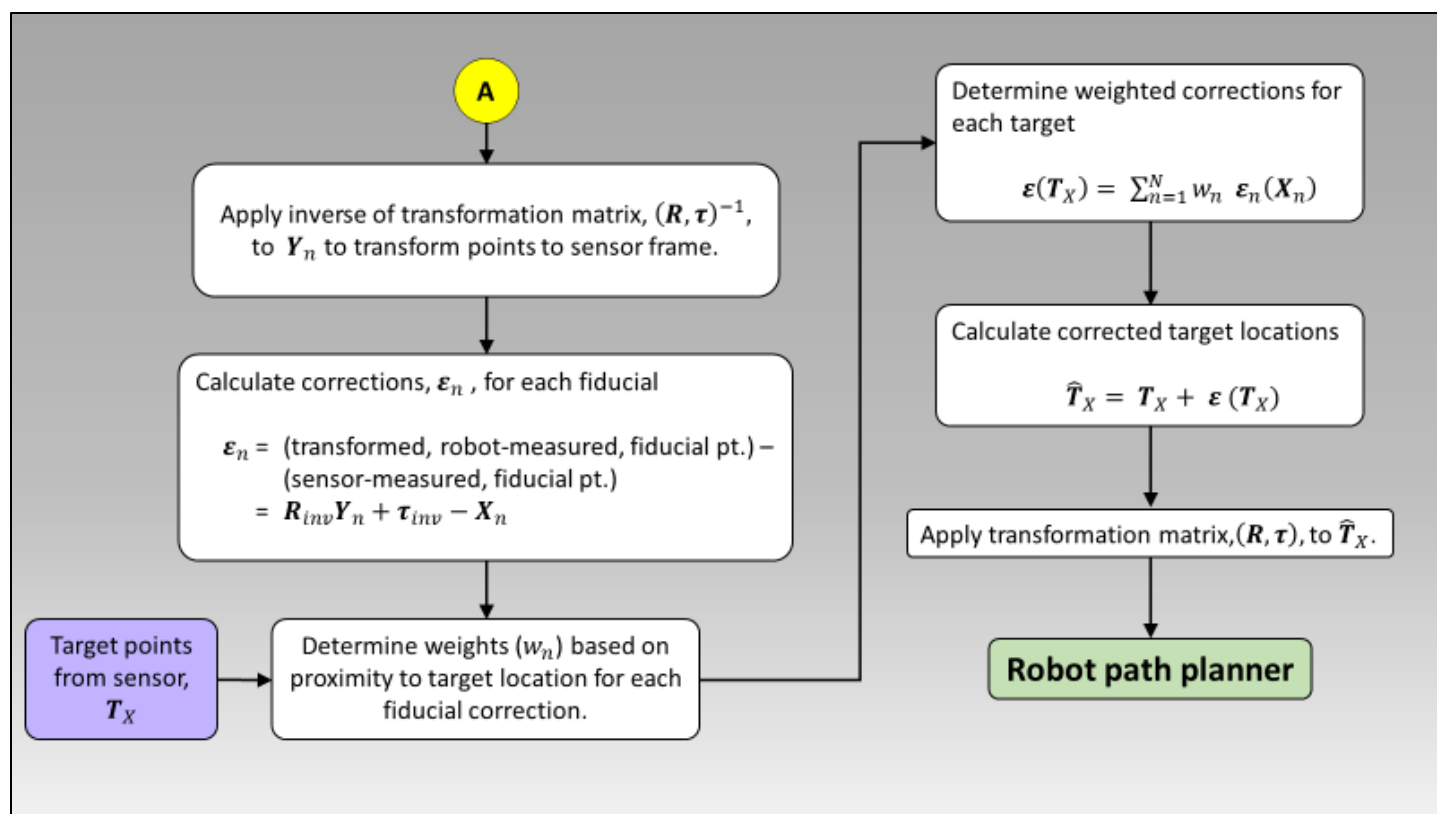 A
Apply inverse of transformation matrix, (R, τ)⁻¹,
to Yₙ to transform points to sensor frame.
Calculate corrections, εₙ , for each fiducial
εₙ = (transformed, robot-measured, fiducial pt.) –
(sensor-measured, fiducial pt.)
= R_inv Yₙ + τ_inv − Xₙ
Target points
from sensor,
T_X
Determine weights (wₙ) based on
proximity to target location for each
fiducial correction.
Determine weighted corrections for
each target
ε(T_X) = ∑ₙ₌₁ᴺ wₙ εₙ(Xₙ)
Calculate corrected target locations
T̂_X = T_X + ε (T_X)
Apply transformation matrix,(R, τ), to T̂_X.
Robot path planner